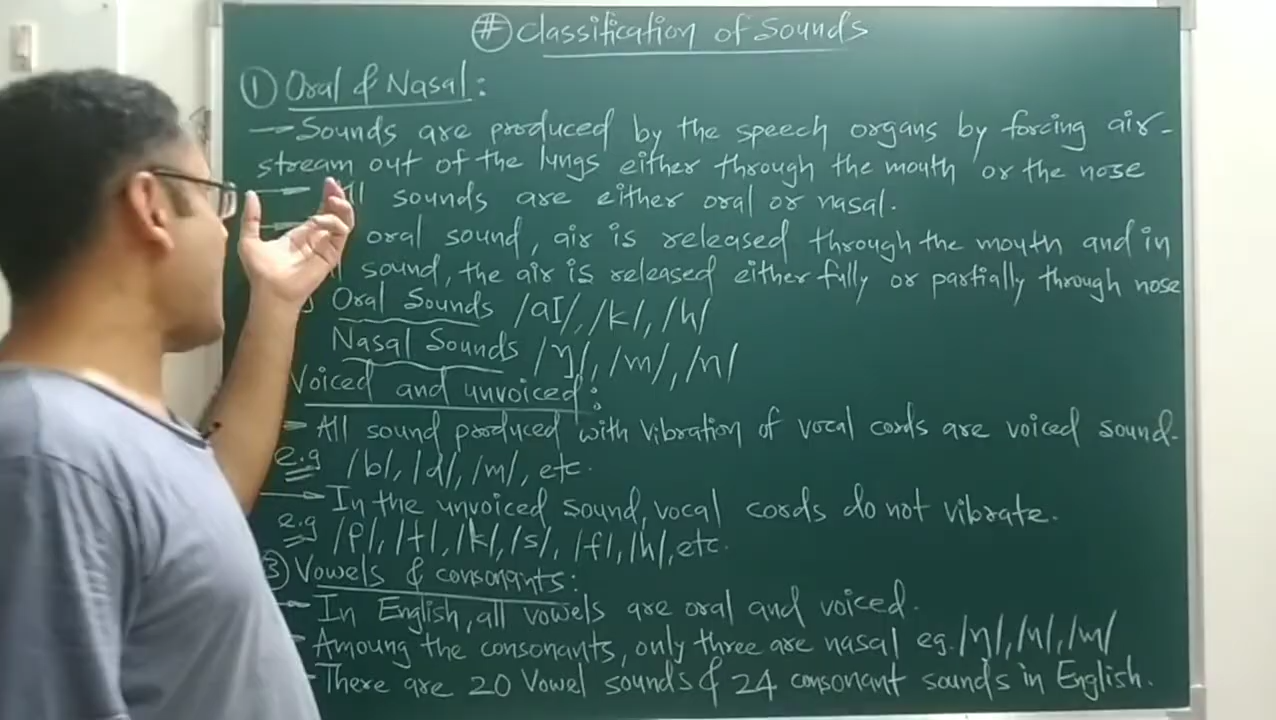 # Classification of Sounds
① Oral & Nasal:
→ Sounds are produced by the speech organs by forcing air-
stream out of the lungs either through the mouth or the nose
→ sounds are either oral or nasal.
→ oral sound, air is released through the mouth and in
sound, the air is released either fully or partially through nose
Oral Sounds /aI/, /k/, /h/
Nasal Sounds /ŋ/, /m/, /n/
Voiced and unvoiced:
→ All sound produced with vibration of vocal cords are voiced sound.
e.g /b/, /d/, /m/, etc.
→ In the unvoiced sound, vocal cords do not vibrate.
e.g /p/, /t/, /k/, /s/, /f/, /h/, etc.
③ Vowels & consonants:
→ In English, all vowels are oral and voiced.
→ Amoung the consonants, only three are nasal eg. /ŋ/, /n/, /m/
→ There are 20 Vowel sounds & 24 consonant sounds in English.